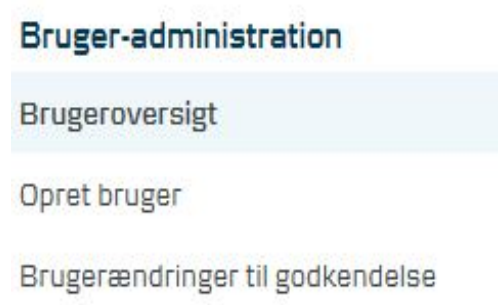 Bruger-administration
Brugeroversigt
Opret bruger
Brugerændringer til godkendelse